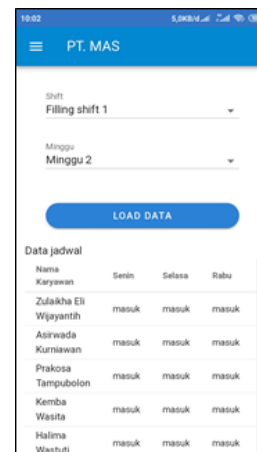 10:02 5,0KB/d
PT. MAS
Shift
Filling shift 1
Minggu
Minggu 2
LOAD DATA
Data jadwal
Nama Karyawan Senin Selasa Rabu
Zulaikha Eli Wijayantih masuk masuk masuk
Asirwada Kurniawan masuk masuk masuk
Prakosa Tampubolon masuk masuk masuk
Kemba Wasita masuk masuk masuk
Halima Wastuti masuk masuk masuk